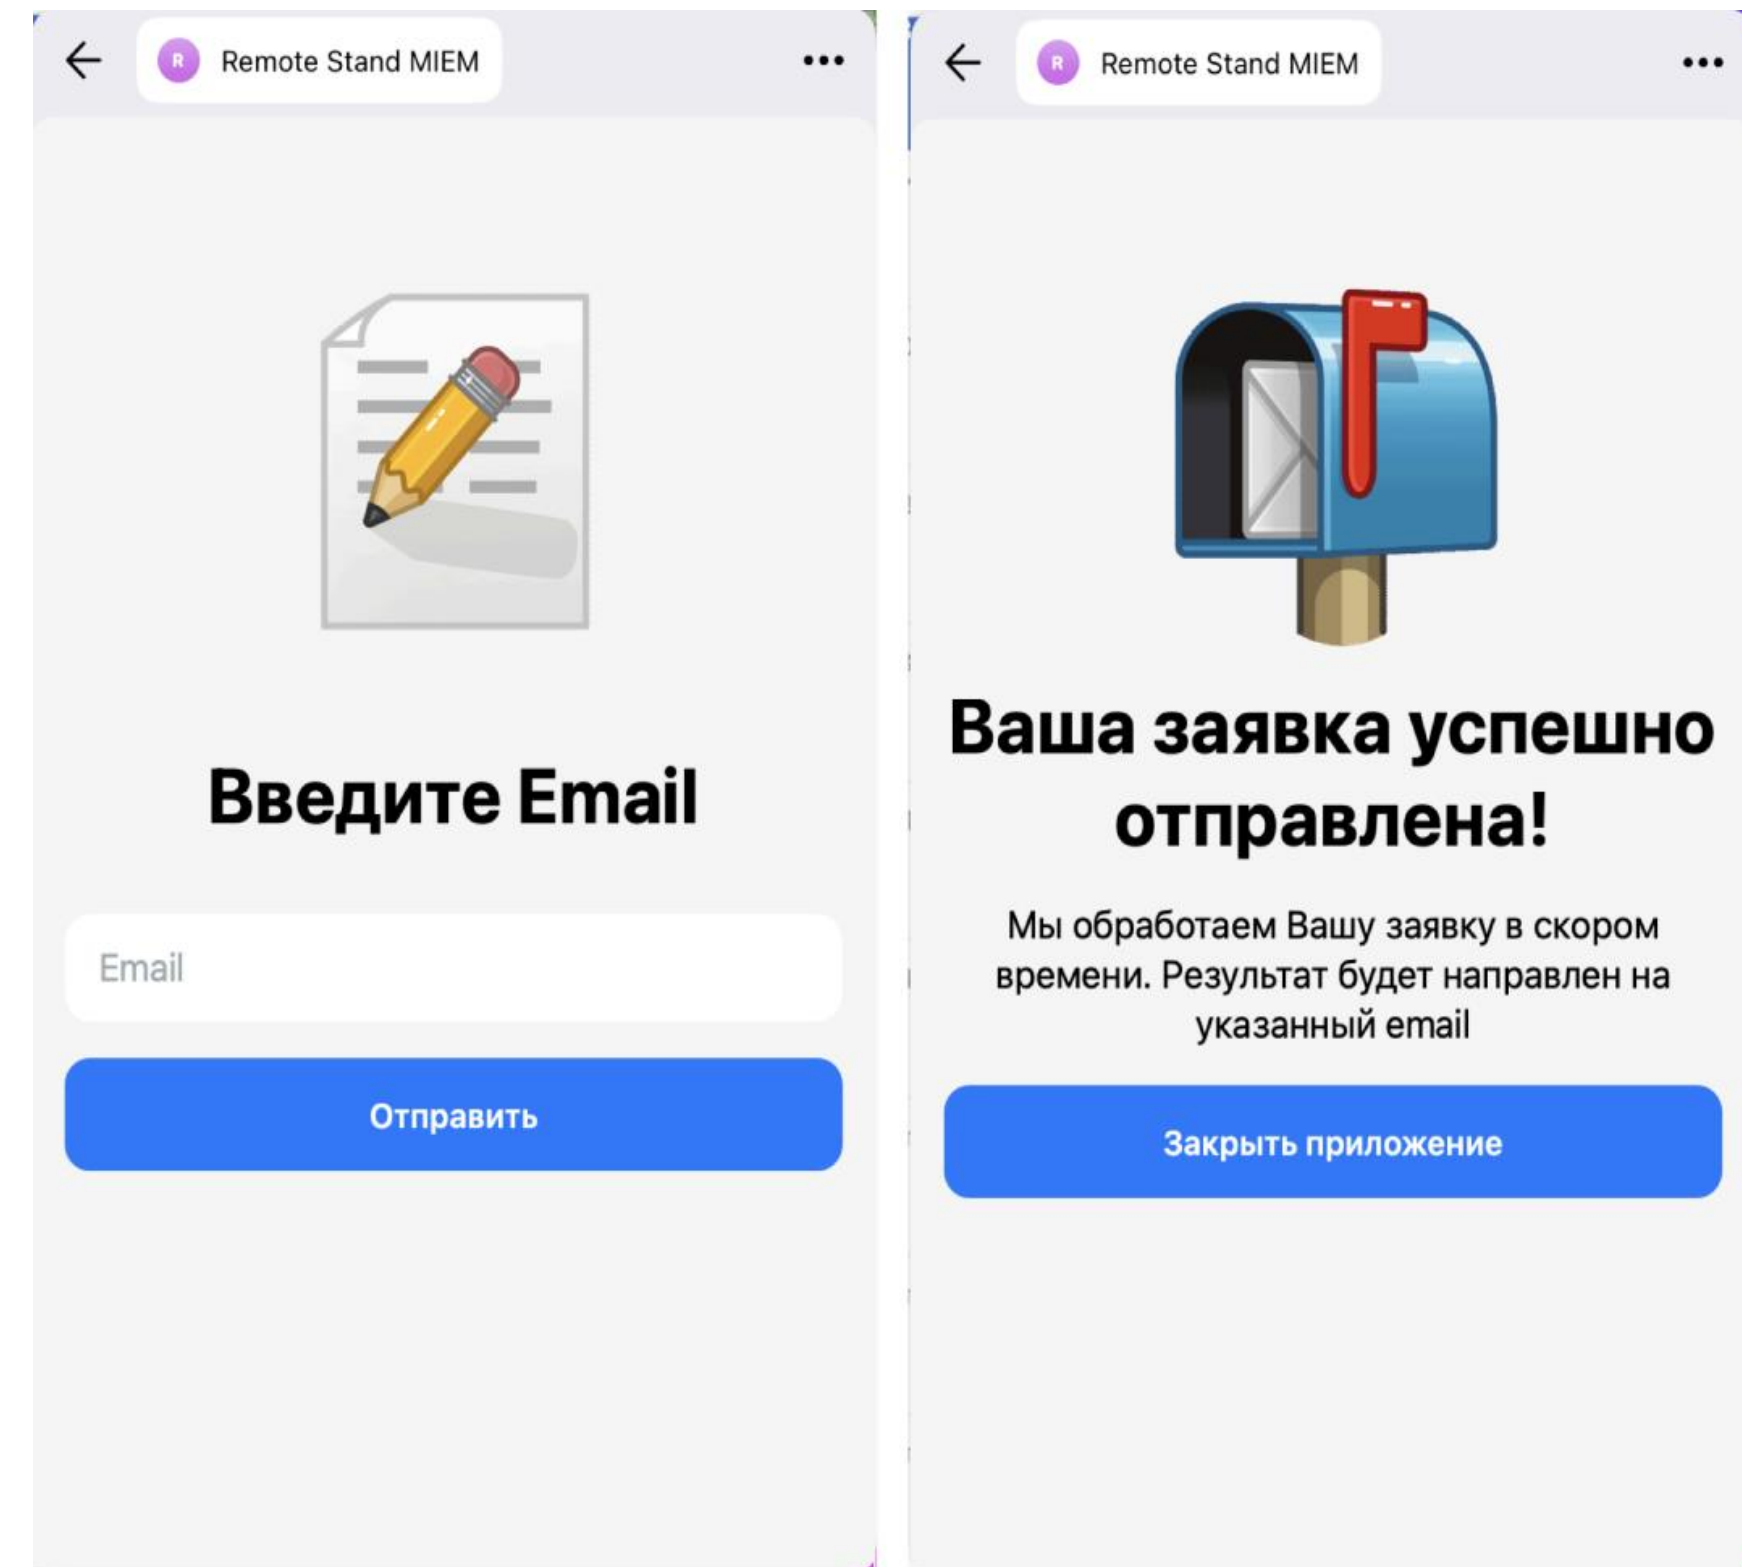 R
Remote Stand MIEM
Введите Email
Email
Отправить
R
Remote Stand MIEM
Ваша заявка успешно
отправлена!
Мы обработаем Вашу заявку в скором
времени. Результат будет направлен на
указанный email
Закрыть приложение